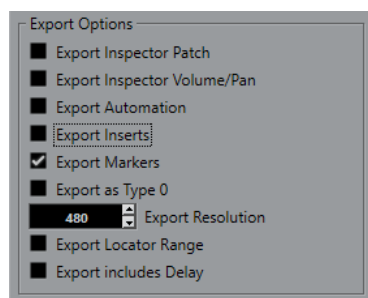 Export Options
Export Inspector Patch
Export Inspector Volume/Pan
Export Automation
Export Inserts
Export Markers
Export as Type 0
480 Export Resolution
Export Locator Range
Export includes Delay